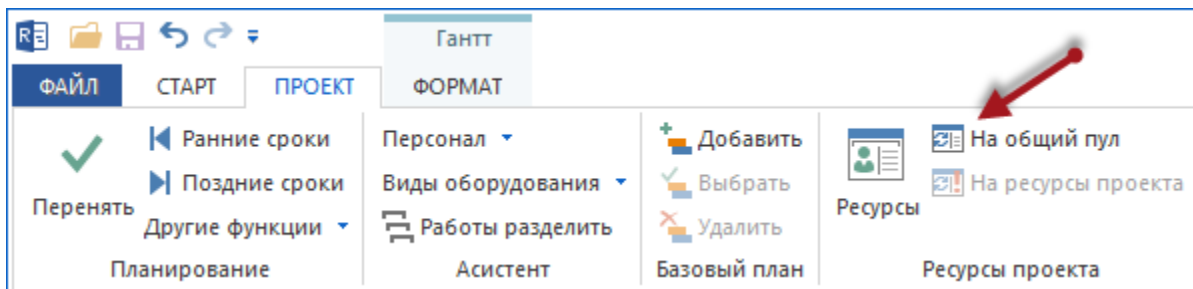 Гантт
ФАЙЛ СТАРТ ПРОЕКТ ФОРМАТ
Перенять
Ранние сроки
Поздние сроки
Другие функции
Планирование
Персонал
Виды оборудования
Работы разделить
Асистент
Добавить
Выбрать
Удалить
Базовый план
Ресурсы
На общий пул
На ресурсы проекта
Ресурсы проекта